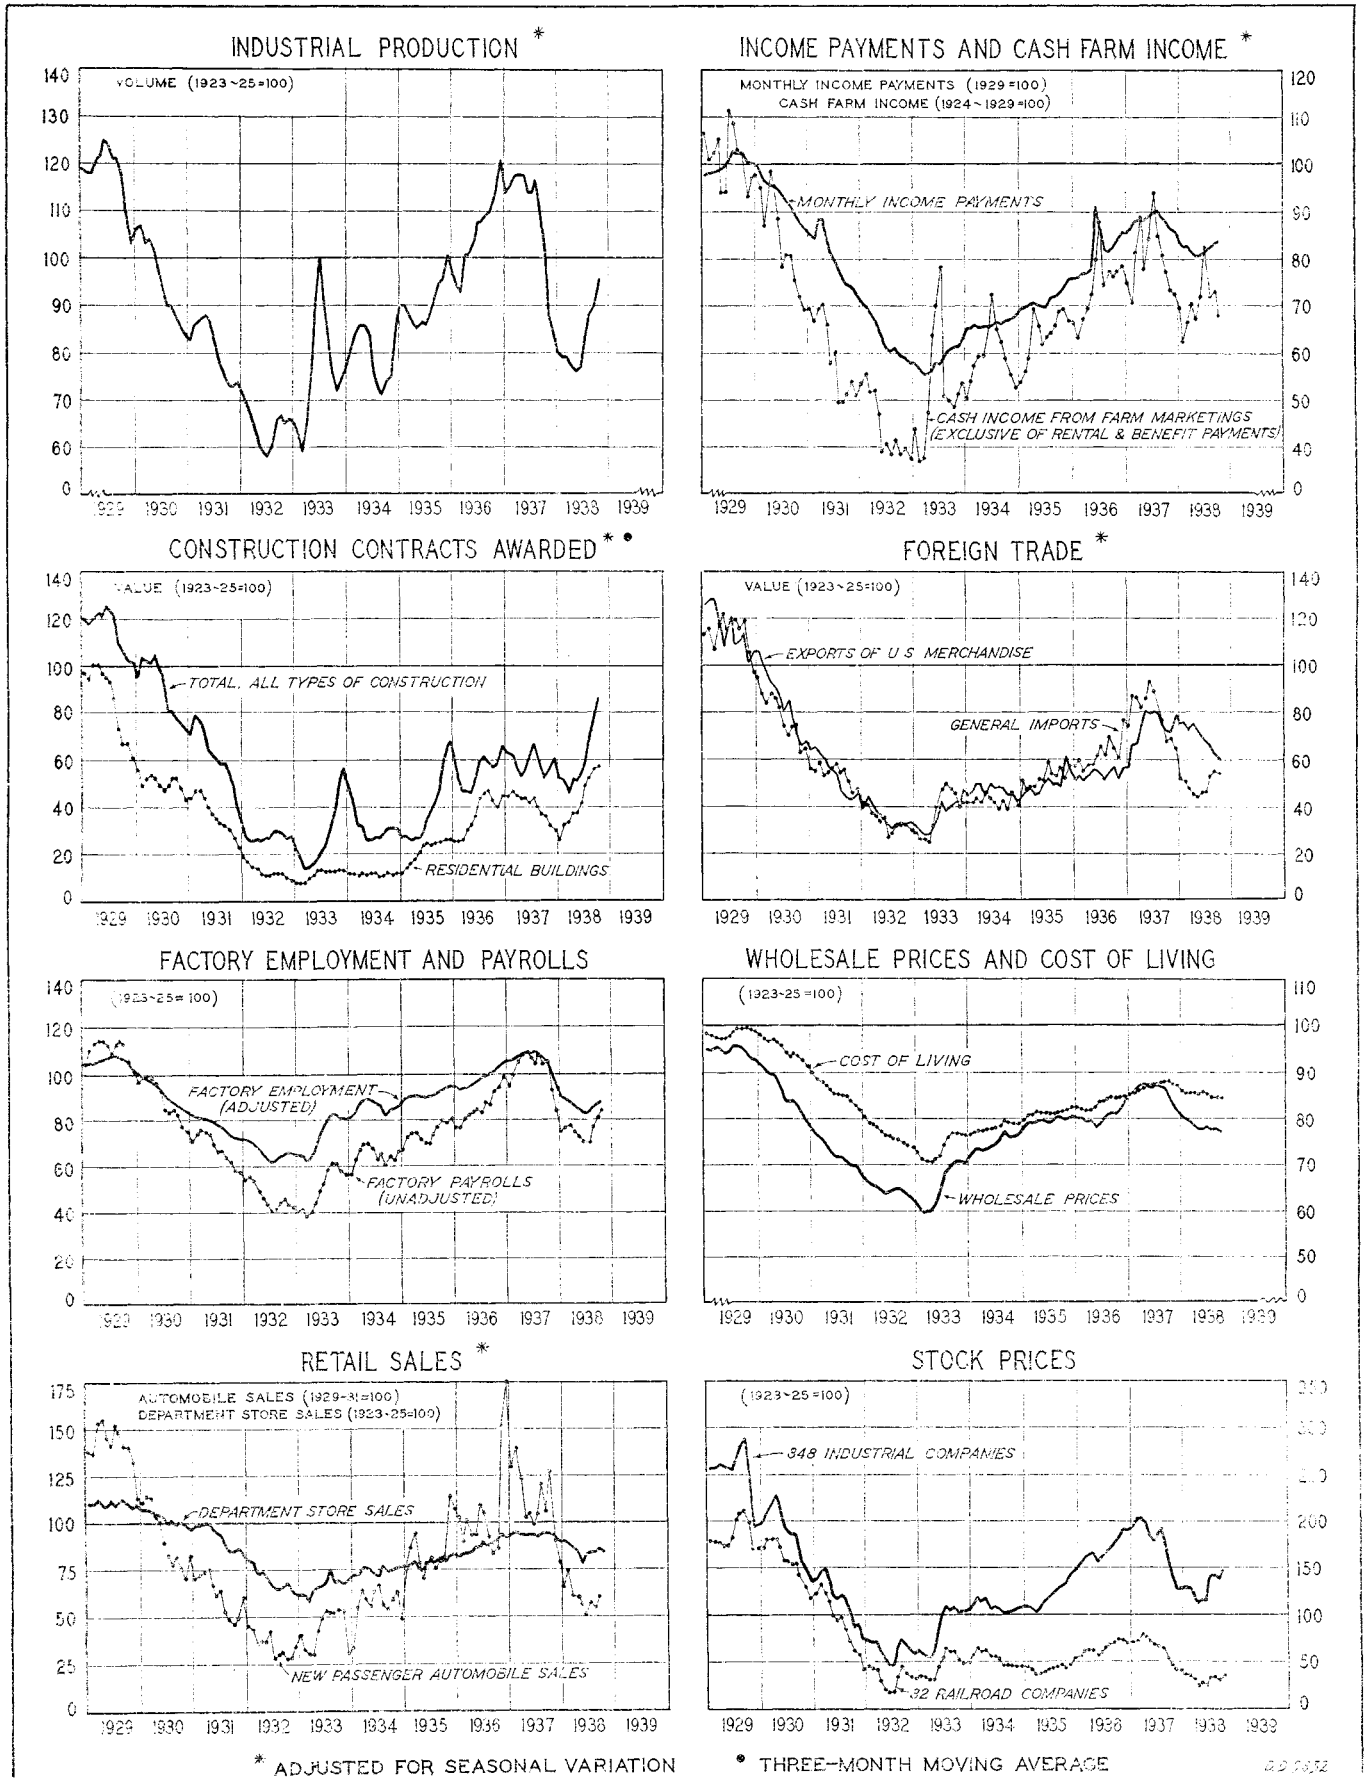 INDUSTRIAL PRODUCTION *
VOLUME (1923~25=100)
140
130
120
110
100
90
80
70
60
0
1929 1930 1931 1932 1933 1934 1935 1936 1937 1938 1939
INCOME PAYMENTS AND CASH FARM INCOME *
MONTHLY INCOME PAYMENTS (1929=100)
CASH FARM INCOME (1924~1929=100)
120
110
100
90
80
70
60
50
40
0
MONTHLY INCOME PAYMENTS
CASH INCOME FROM FARM MARKETINGS
(EXCLUSIVE OF RENTAL & BENEFIT PAYMENTS)
1929 1930 1931 1932 1933 1934 1935 1936 1937 1938 1939
CONSTRUCTION CONTRACTS AWARDED * •
VALUE (1923~25=100)
140
120
100
80
60
40
20
0
TOTAL, ALL TYPES OF CONSTRUCTION
RESIDENTIAL BUILDINGS
1929 1930 1931 1932 1933 1934 1935 1936 1937 1938 1939
FOREIGN TRADE *
VALUE (1923~25=100)
140
120
100
80
60
40
20
0
EXPORTS OF U S MERCHANDISE
GENERAL IMPORTS
1929 1930 1931 1932 1933 1934 1935 1936 1937 1938 1939
FACTORY EMPLOYMENT AND PAYROLLS
(1923~25=100)
140
120
100
80
60
40
20
0
FACTORY EMPLOYMENT
(ADJUSTED)
FACTORY PAYROLLS
(UNADJUSTED)
1929 1930 1931 1932 1933 1934 1935 1936 1937 1938 1939
WHOLESALE PRICES AND COST OF LIVING
(1923~25=100)
110
100
90
80
70
60
50
0
COST OF LIVING
WHOLESALE PRICES
1929 1930 1931 1932 1933 1934 1935 1936 1937 1938 1939
RETAIL SALES *
AUTOMOBILE SALES (1929-31=100)
DEPARTMENT STORE SALES (1923-25=100)
175
150
125
100
75
50
25
0
DEPARTMENT STORE SALES
NEW PASSENGER AUTOMOBILE SALES
1929 1930 1931 1932 1933 1934 1935 1936 1937 1938 1939
STOCK PRICES
(1923~25=100)
350
300
250
200
150
100
50
0
348 INDUSTRIAL COMPANIES
32 RAILROAD COMPANIES
1929 1930 1931 1932 1933 1934 1935 1936 1937 1938 1939
* ADJUSTED FOR SEASONAL VARIATION
• THREE-MONTH MOVING AVERAGE